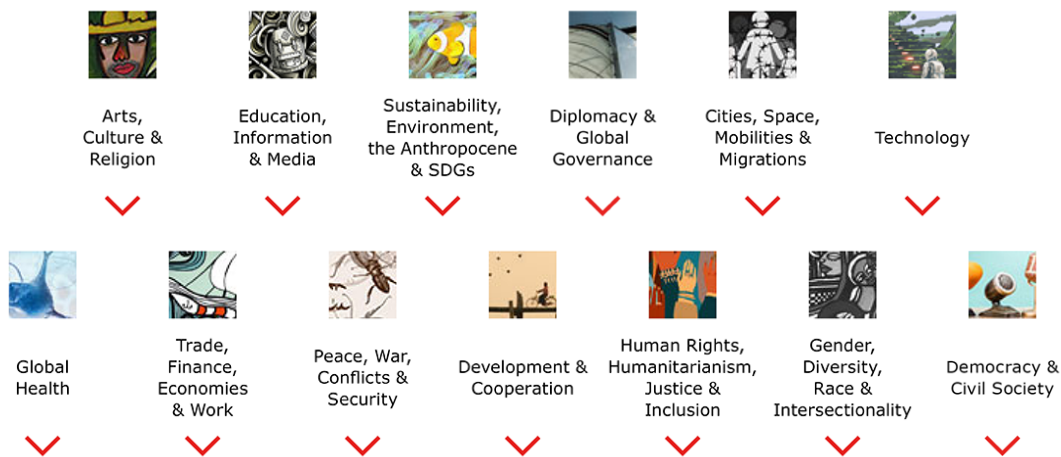 Arts,
Culture &
Religion
Education,
Information
& Media
Sustainability,
Environment,
the Anthropocene
& SDGs
Diplomacy &
Global
Governance
Cities, Space,
Mobilities &
Migrations
Technology
Global
Health
Trade,
Finance,
Economies
& Work
Peace, War,
Conflicts &
Security
Development &
Cooperation
Human Rights,
Humanitarianism,
Justice &
Inclusion
Gender,
Diversity,
Race &
Intersectionality
Democracy &
Civil Society